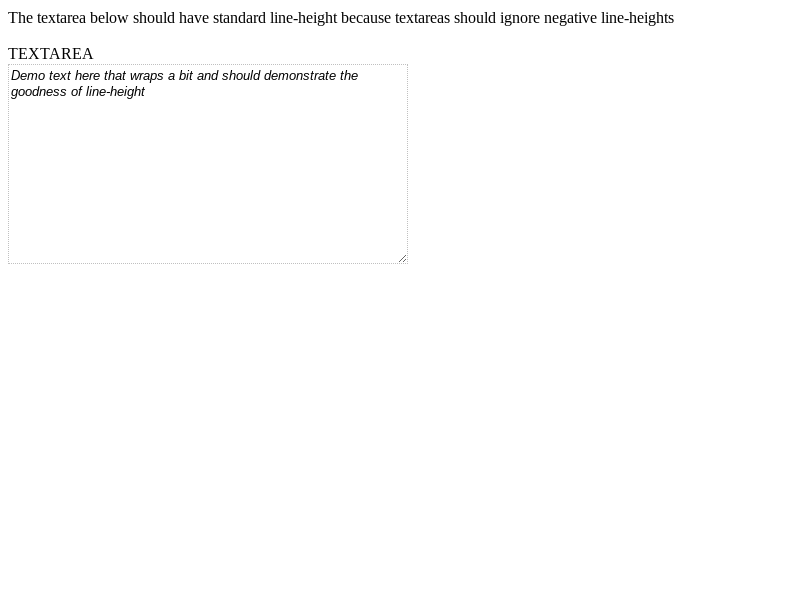 The textarea below should have standard line-height because textareas should ignore negative line-heights
TEXTAREA
Demo text here that wraps a bit and should demonstrate the
goodness of line-height